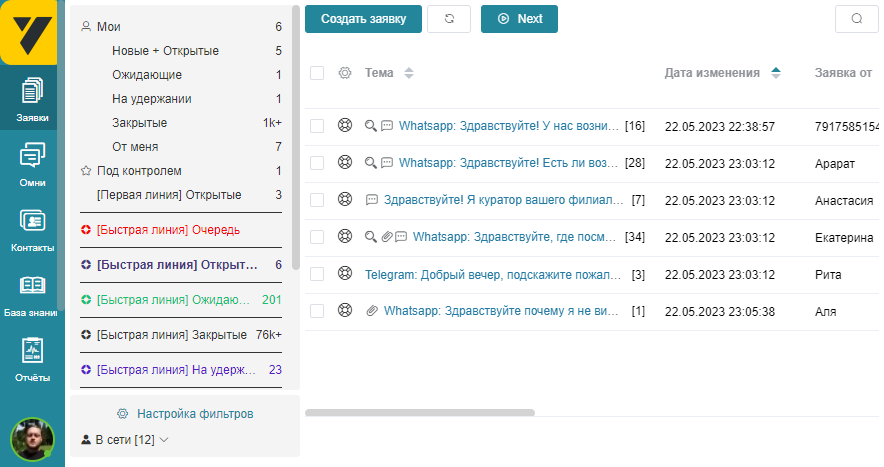 Создать заявку
Next
Заявки
Омни
Контакты
База знани
Отчёты
Мои 6
Новые + Открытые 5
Ожидающие 1
На удержании 1
Закрытые 1k+
От меня 7
Под контролем 1
[Первая линия] Открытые 3
[Быстрая линия] Очередь
[Быстрая линия] Открыт... 6
[Быстрая линия] Ожидаю... 201
[Быстрая линия] Закрытые 76k+
[Быстрая линия] На удерж... 23
Настройка фильтров
В сети [12]
Тема Дата изменения Заявка от
Whatsapp: Здравствуйте! У нас возни... [16] 22.05.2023 22:38:57 7917585154
Whatsapp: Здравствуйте! Есть ли воз... [28] 22.05.2023 23:03:12 Арарат
Здравствуйте! Я куратор вашего филиал... [7] 22.05.2023 23:03:12 Анастасия
Whatsapp: Здравствуйте, где посм... [34] 22.05.2023 23:03:12 Екатерина
Telegram: Добрый вечер, подскажите пожал... [3] 22.05.2023 23:03:12 Рита
Whatsapp: Здравствуйте почему я не ви... [1] 22.05.2023 23:05:38 Аля